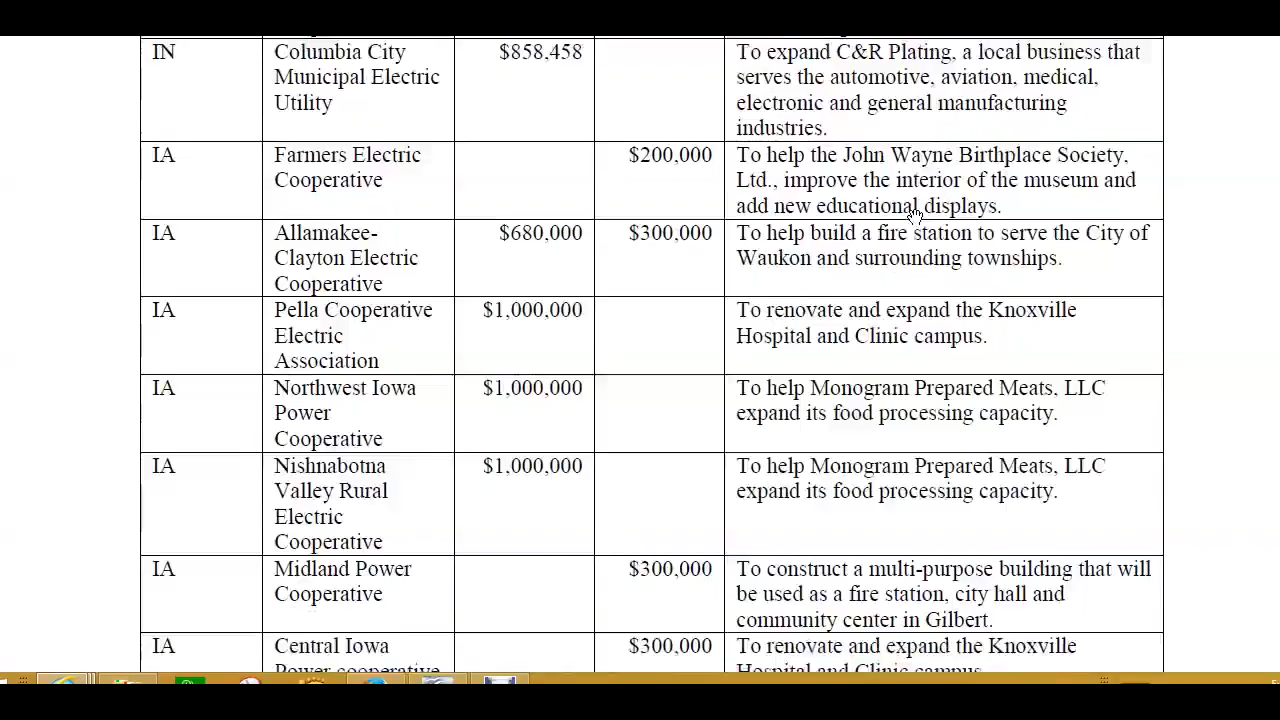 IN Columbia City $858,458 To expand C&R Plating, a local business that
Municipal Electric serves the automotive, aviation, medical,
Utility electronic and general manufacturing
industries.
IA Farmers Electric $200,000 To help the John Wayne Birthplace Society,
Cooperative Ltd., improve the interior of the museum and
add new educational displays.
IA Allamakee- $680,000 $300,000 To help build a fire station to serve the City of
Clayton Electric Waukon and surrounding townships.
Cooperative
IA Pella Cooperative $1,000,000 To renovate and expand the Knoxville
Electric Hospital and Clinic campus.
Association
IA Northwest Iowa $1,000,000 To help Monogram Prepared Meats, LLC
Power expand its food processing capacity.
Cooperative
IA Nishnabotna $1,000,000 To help Monogram Prepared Meats, LLC
Valley Rural expand its food processing capacity.
Electric
Cooperative
IA Midland Power $300,000 To construct a multi-purpose building that will
Cooperative be used as a fire station, city hall and
community center in Gilbert.
IA Central Iowa $300,000 To renovate and expand the Knoxville
Power cooperative Hospital and Clinic campus.